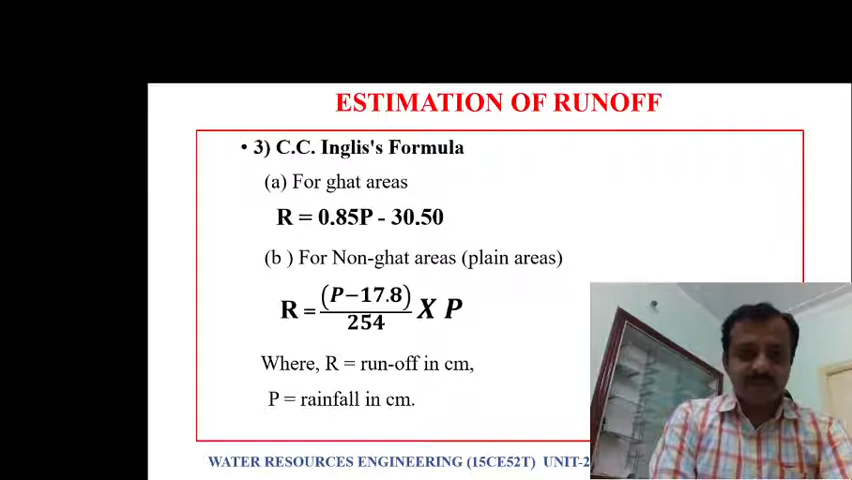 ESTIMATION OF RUNOFF
• 3) C.C. Inglis's Formula
(a) For ghat areas
R = 0.85P - 30.50
(b ) For Non-ghat areas (plain areas)
R = (P−17.8)/254 X P
Where, R = run-off in cm,
P = rainfall in cm.
WATER RESOURCES ENGINEERING (15CE52T) UNIT-2